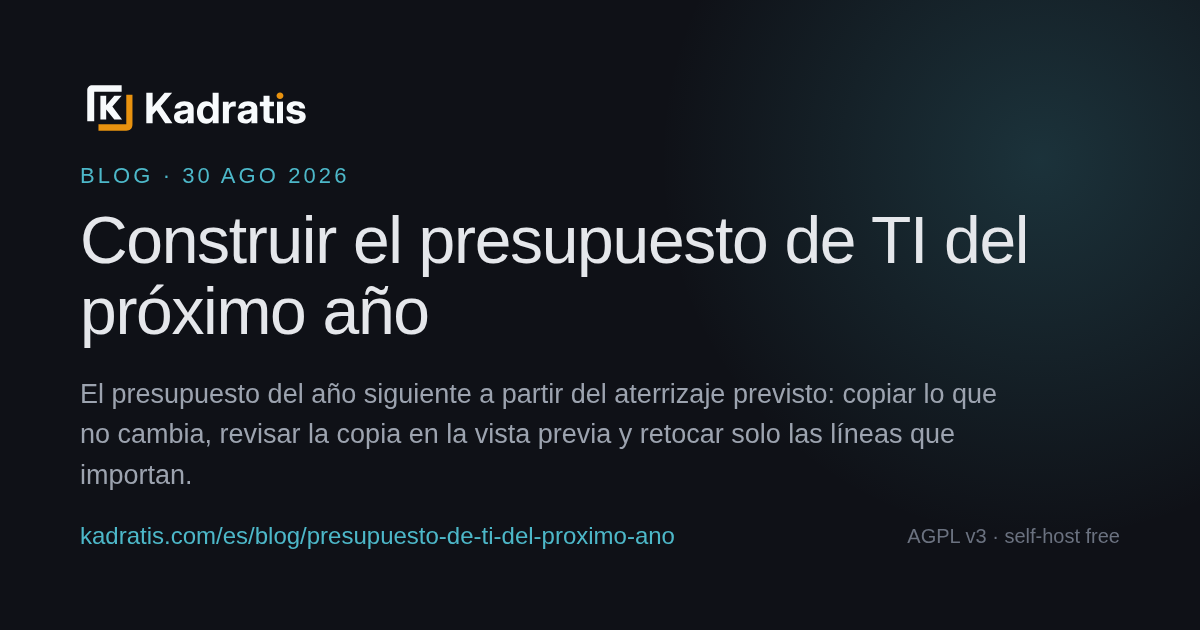 Kadratis
BLOG · 30 AGO 2026
Construir el presupuesto de TI del
próximo año
El presupuesto del año siguiente a partir del aterrizaje previsto: copiar lo que
no cambia, revisar la copia en la vista previa y retocar solo las líneas que
importan.
kadratis.com/es/blog/presupuesto-de-ti-del-proximo-ano
AGPL v3 · self-host free